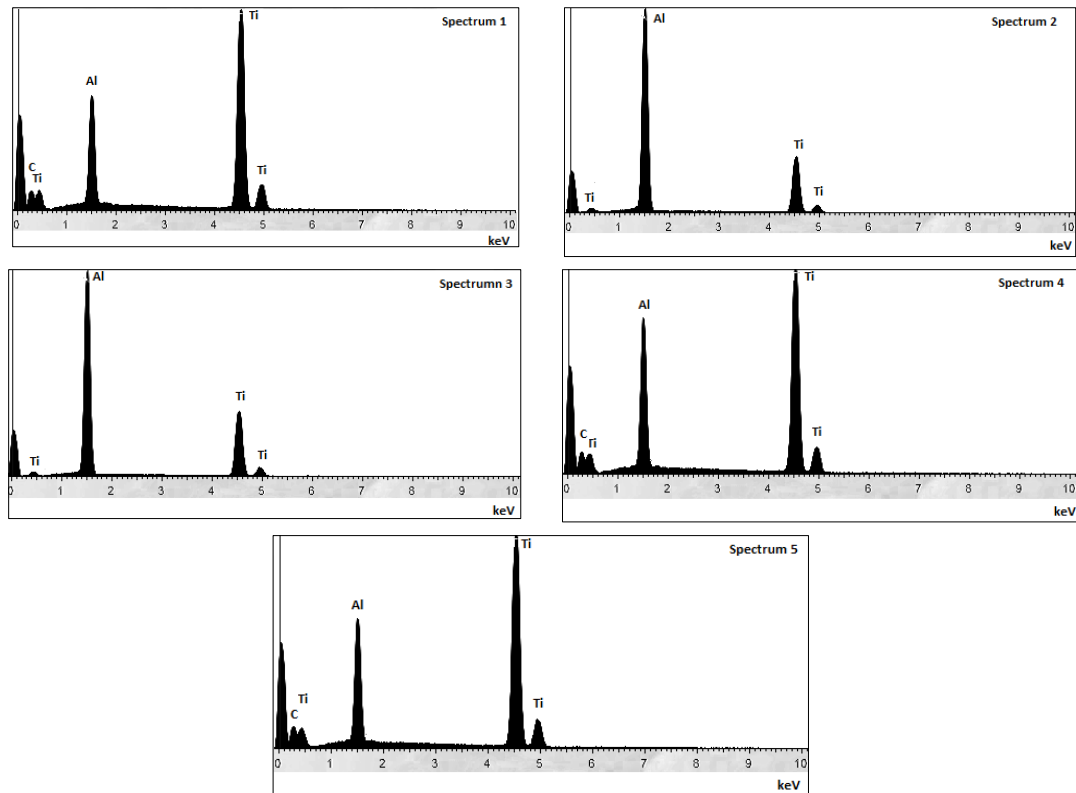 Spectrum 1
Ti
Al
C
Ti
Ti
0 1 2 3 4 5 6 7 8 9 10
keV
Spectrum 2
Al
Ti
Ti
Ti
0 1 2 3 4 5 6 7 8 9 10
keV
Spectrumn 3
Al
Ti
Ti
Ti
0 1 2 3 4 5 6 7 8 9 10
keV
Spectrum 4
Ti
Al
C
Ti
Ti
0 1 2 3 4 5 6 7 8 9 10
keV
Spectrum 5
Ti
Al
Ti
C
Ti
0 1 2 3 4 5 6 7 8 9 10
keV